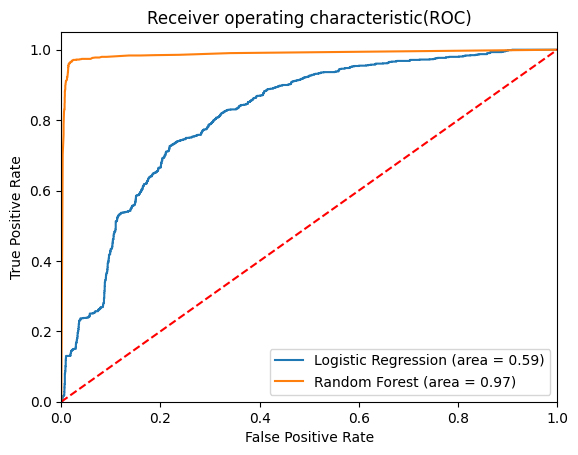 Receiver operating characteristic(ROC)
True Positive Rate
1.0
0.8
0.6
0.4
0.2
0.0
0.0 0.2 0.4 0.6 0.8 1.0
False Positive Rate
Logistic Regression (area = 0.59)
Random Forest (area = 0.97)